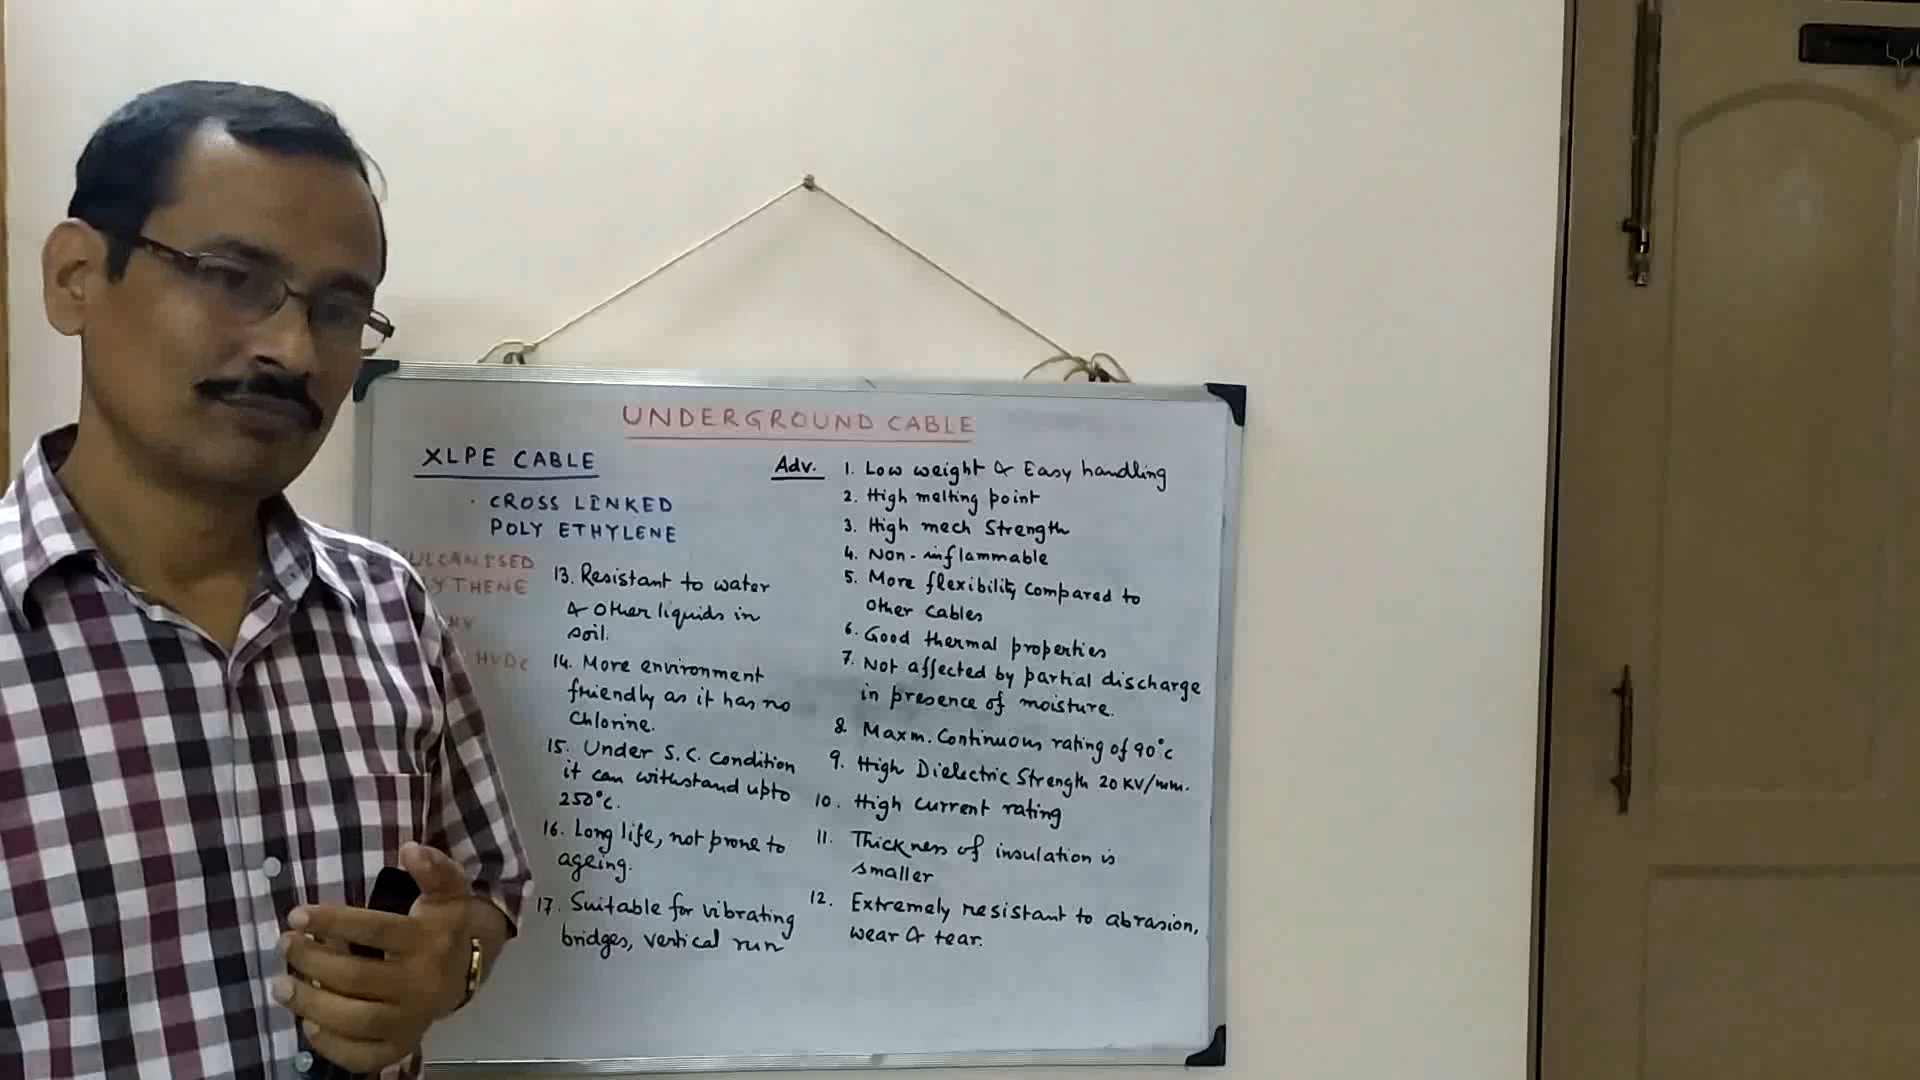 UNDERGROUND CABLE
XLPE CABLE
CROSS LINKED
POLY ETHYLENE
Adv. 1. Low weight & Easy handling
2. High melting point
3. High mech strength
4. Non-inflammable
5. More flexibility compared to
other cables
6. Good thermal properties
7. Not affected by partial discharge
in presence of moisture.
8. Maxm. Continuous rating of 90°c
9. High Dielectric Strength 20 KV/mm.
10. High current rating
11. Thickness of insulation is
smaller
12. Extremely resistant to abrasion,
wear & tear.
13. Resistant to water
& other liquids in
soil.
14. More environment
friendly as it has no
Chlorine.
15. Under S.C. condition
it can withstand upto
250°c.
16. Long life, not prone to
ageing.
17. Suitable for vibrating
bridges, vertical run
HVDC